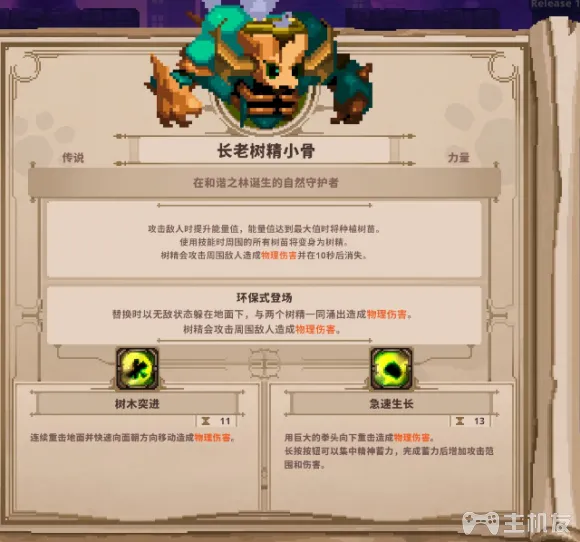 Release 1
长老树精小骨
传说
力量
在和谐之林诞生的自然守护者
攻击敌人时提升能量值，能量值达到最大值时将种植树苗。
使用技能时周围的所有树苗将变身为树精。
树精会攻击周围敌人造成物理伤害并在10秒后消失。
环保式登场
替换时以无敌状态躲在地面下，与两个树精一同涌出造成物理伤害。
树精会攻击周围敌人造成物理伤害。
树木突进
11
连续重击地面并快速向面朝方向移动造成物理伤害。
急速生长
13
用巨大的拳头向下重击造成物理伤害。
长按按钮可以集中精神蓄力，完成蓄力后增加攻击范
围和伤害。
主机友